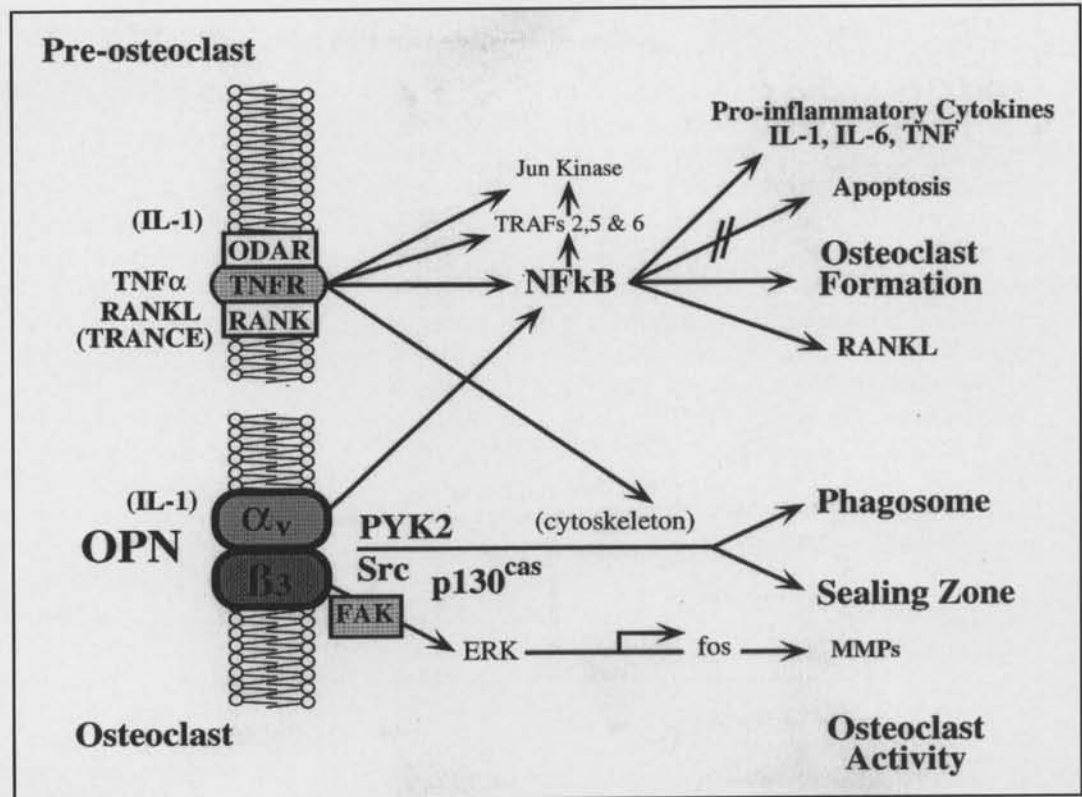 Pre-osteoclast
Pro-inflammatory Cytokines
IL-1, IL-6, TNF
Jun Kinase
Apoptosis
(IL-1)
TRAFs 2,5 & 6
ODAR
TNFα
TNFR
NFkB
Osteoclast
Formation
RANKL
RANK
(TRANCE)
RANKL
(IL-1)
αv
OPN
PYK2
(cytoskeleton)
Phagosome
ß3
Src
p130cas
Sealing Zone
FAK
ERK
fos
MMPs
Osteoclast
Osteoclast
Activity